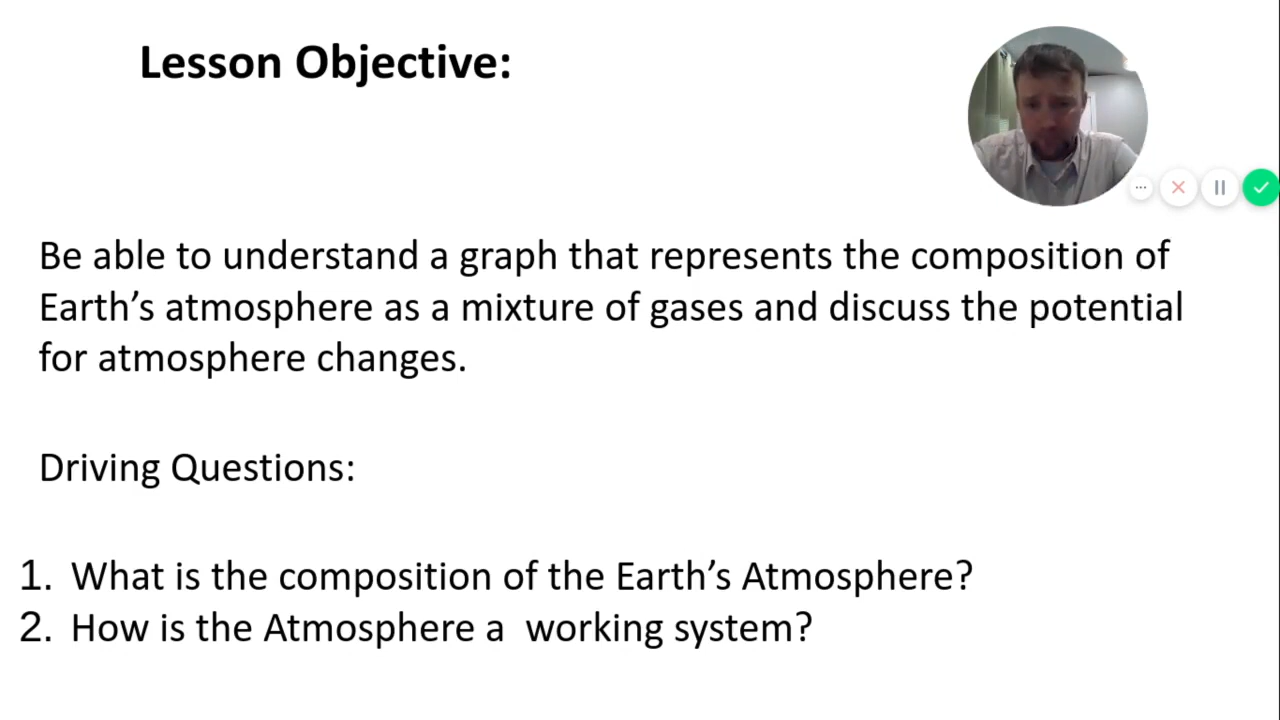 Lesson Objective:
Be able to understand a graph that represents the composition of
Earth’s atmosphere as a mixture of gases and discuss the potential
for atmosphere changes.
Driving Questions:
1. What is the composition of the Earth’s Atmosphere?
2. How is the Atmosphere a  working system?